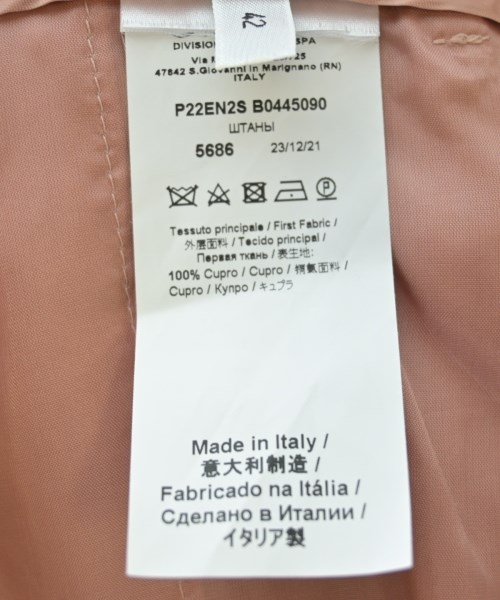 42
DIVISION SPA
Via 25
47842 S.Giovanni in Marignano (RN)
ITALY
P22EN2S B0445090
ШТАНЫ
5686 23/12/21
Tessuto principale / First Fabric /
外层面料 / Tecido principal /
Первая ткань / 表生地:
100% Cupro / Cupro / 铜氨面料 /
Cupro / Купро / キュプラ
Made in Italy /
意大利制造 /
Fabricado na Itália /
Сделано в Италии /
イタリア製